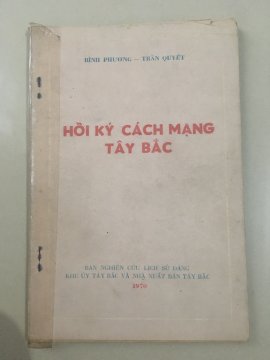 BÌNH PHƯƠNG – TRẦN QUYẾT
HỒI KÝ CÁCH MẠNG
TÂY BẮC
BAN NGHIÊN CỨU LỊCH SỬ ĐẢNG
KHU ỦY TÂY BẮC VÀ NHÀ XUẤT BẢN TÂY BẮC
1970